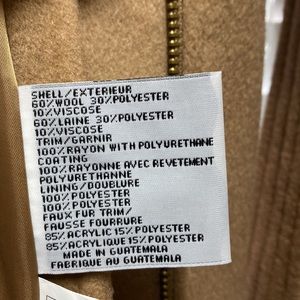 SHELL/EXTERIEUR
60%WOOL 30%POLYESTER
10%VISCOSE
60%LAINE 30%POLYESTER
10%VISCOSE
TRIM/GARNIR
100%RAYON WITH POLYURETHANE
COATING
100%RAYONNE AVEC REVETEMENT
POLYURETHANNE
LINING/DOUBLURE
100%POLYESTER
100%POLYESTER
FAUX FUR TRIM/
FAUSSE FOURRURE
85%ACRYLIC 15%POLYESTER
85%ACRYLIQUE 15%POLYESTER
MADE IN GUATEMALA
FABRIQUE AU GUATEMALA